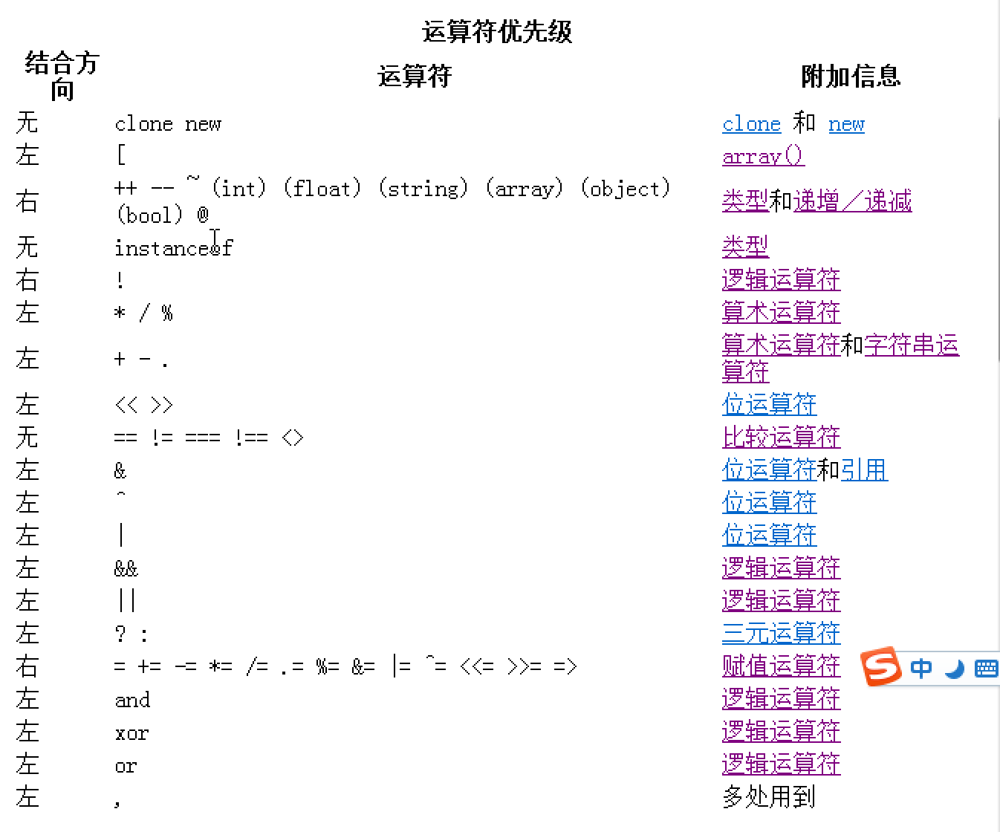 运算符优先级
结合方向 运算符 附加信息
无 clone new clone 和 new
左 [ array()
右 ++ -- ~ (int) (float) (string) (array) (object) (bool) @ 类型和递增／递减
无 instanceof 类型
右 ! 逻辑运算符
左 * / % 算术运算符
左 + - . 算术运算符和字符串运算符
左 << >> 位运算符
无 == != === !== <> 比较运算符
左 & 位运算符和引用
左 ^ 位运算符
左 | 位运算符
左 && 逻辑运算符
左 || 逻辑运算符
左 ? : 三元运算符
右 = += -= *= /= .= %= &= |= ^= <<= >>= => 赋值运算符
左 and 逻辑运算符
左 xor 逻辑运算符
左 or 逻辑运算符
左 , 多处用到
S 中